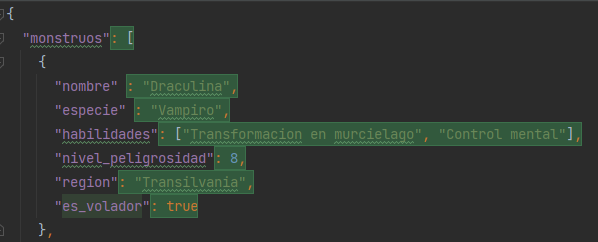 {
"monstruos": [
{
"nombre" : "Draculina",
"especie" : "Vampiro",
"habilidades": ["Transformacion en murcielago", "Control mental"],
"nivel_peligrosidad": 8,
"region": "Transilvania",
"es_volador": true
},